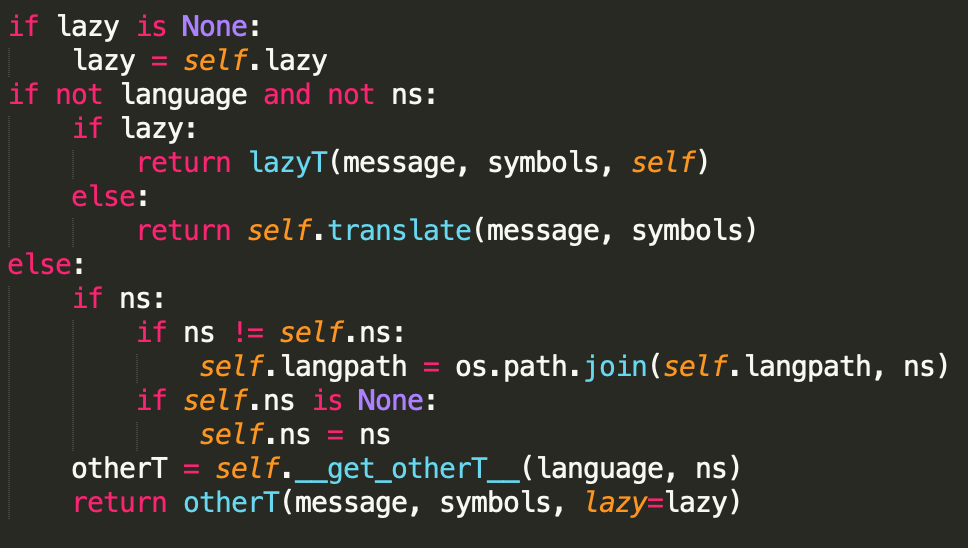 if lazy is None:
    lazy = self.lazy
if not language and not ns:
    if lazy:
        return lazyT(message, symbols, self)
    else:
        return self.translate(message, symbols)
else:
    if ns:
        if ns != self.ns:
            self.langpath = os.path.join(self.langpath, ns)
        if self.ns is None:
            self.ns = ns
    otherT = self.__get_otherT__(language, ns)
    return otherT(message, symbols, lazy=lazy)